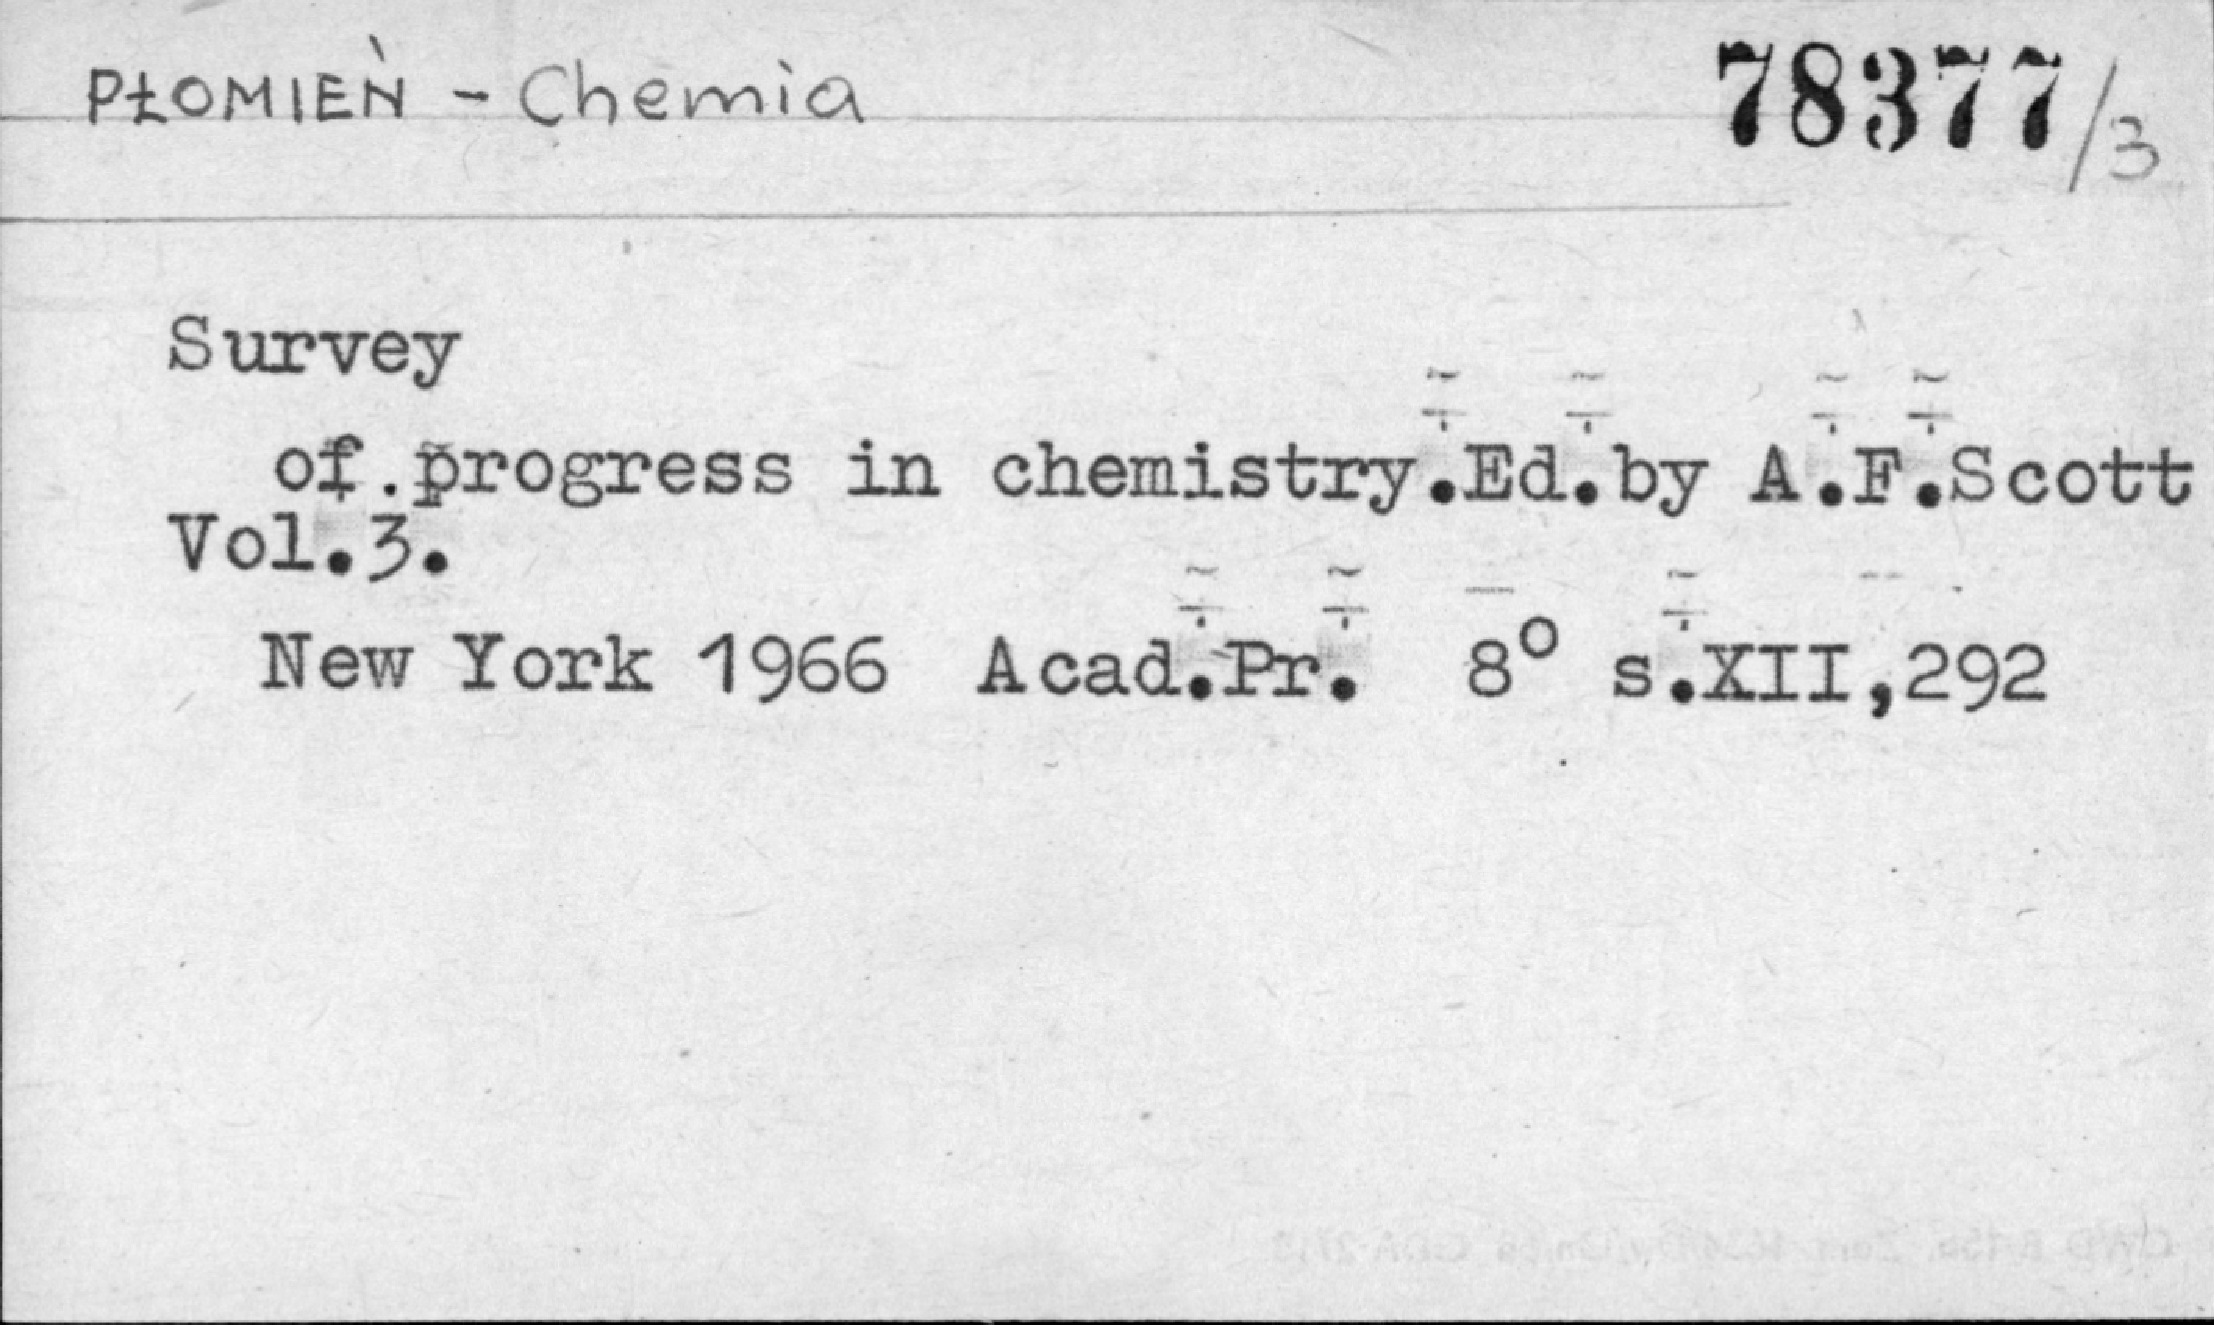 PŁOMIEŃ - Chemia 78377/3
Survey
of progress in chemistry.Ed.by A.F.Scott
Vol.3.
New York 1966 Acad.Pr. 8° s.XII,292